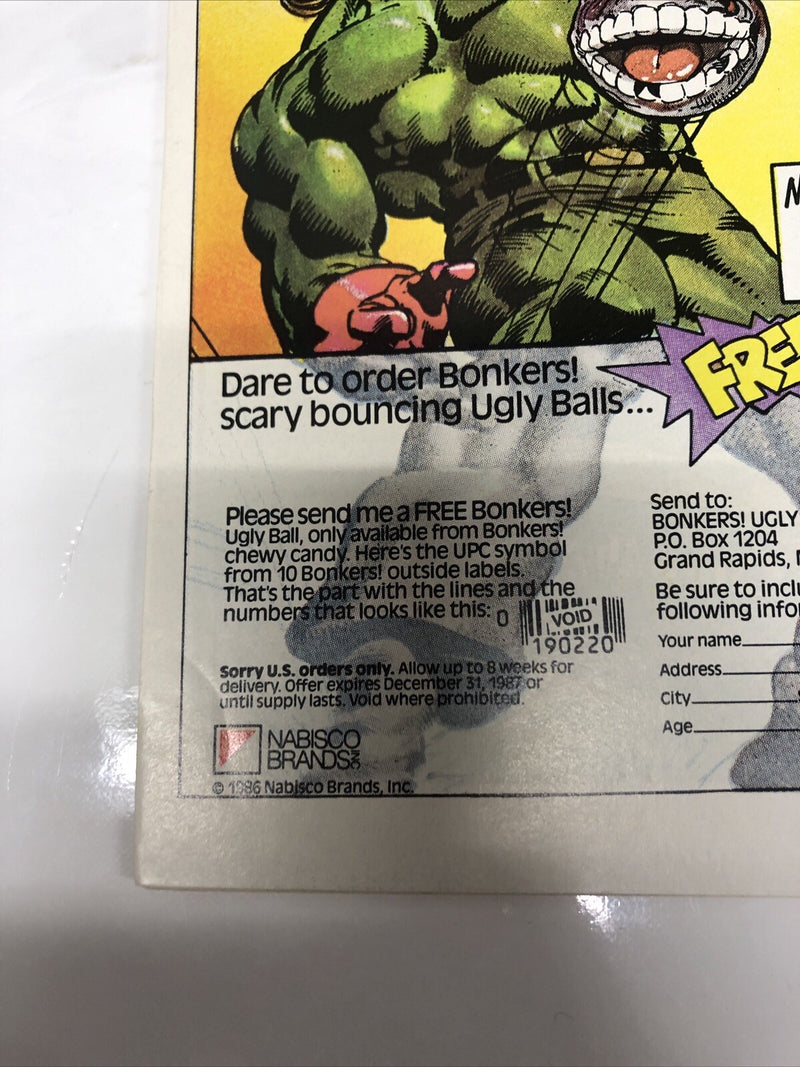 N
FREE
Dare to order Bonkers!
scary bouncing Ugly Balls...
Please send me a FREE Bonkers!
Ugly Ball, only available from Bonkers!
chewy candy. Here's the UPC symbol
from 10 Bonkers! outside labels.
That's the part with the lines and the
numbers that looks like this: 0
VOID
190220
Sorry U.S. orders only. Allow up to 8 weeks for
delivery. Offer expires December 31, 1987 or
until supply lasts. Void where prohibited.
NABISCO
BRANDS INC
© 1986 Nabisco Brands, Inc.
Send to:
BONKERS! UGLY
P.O. Box 1204
Grand Rapids,
Be sure to inclu
following info
Your name
Address
City
Age